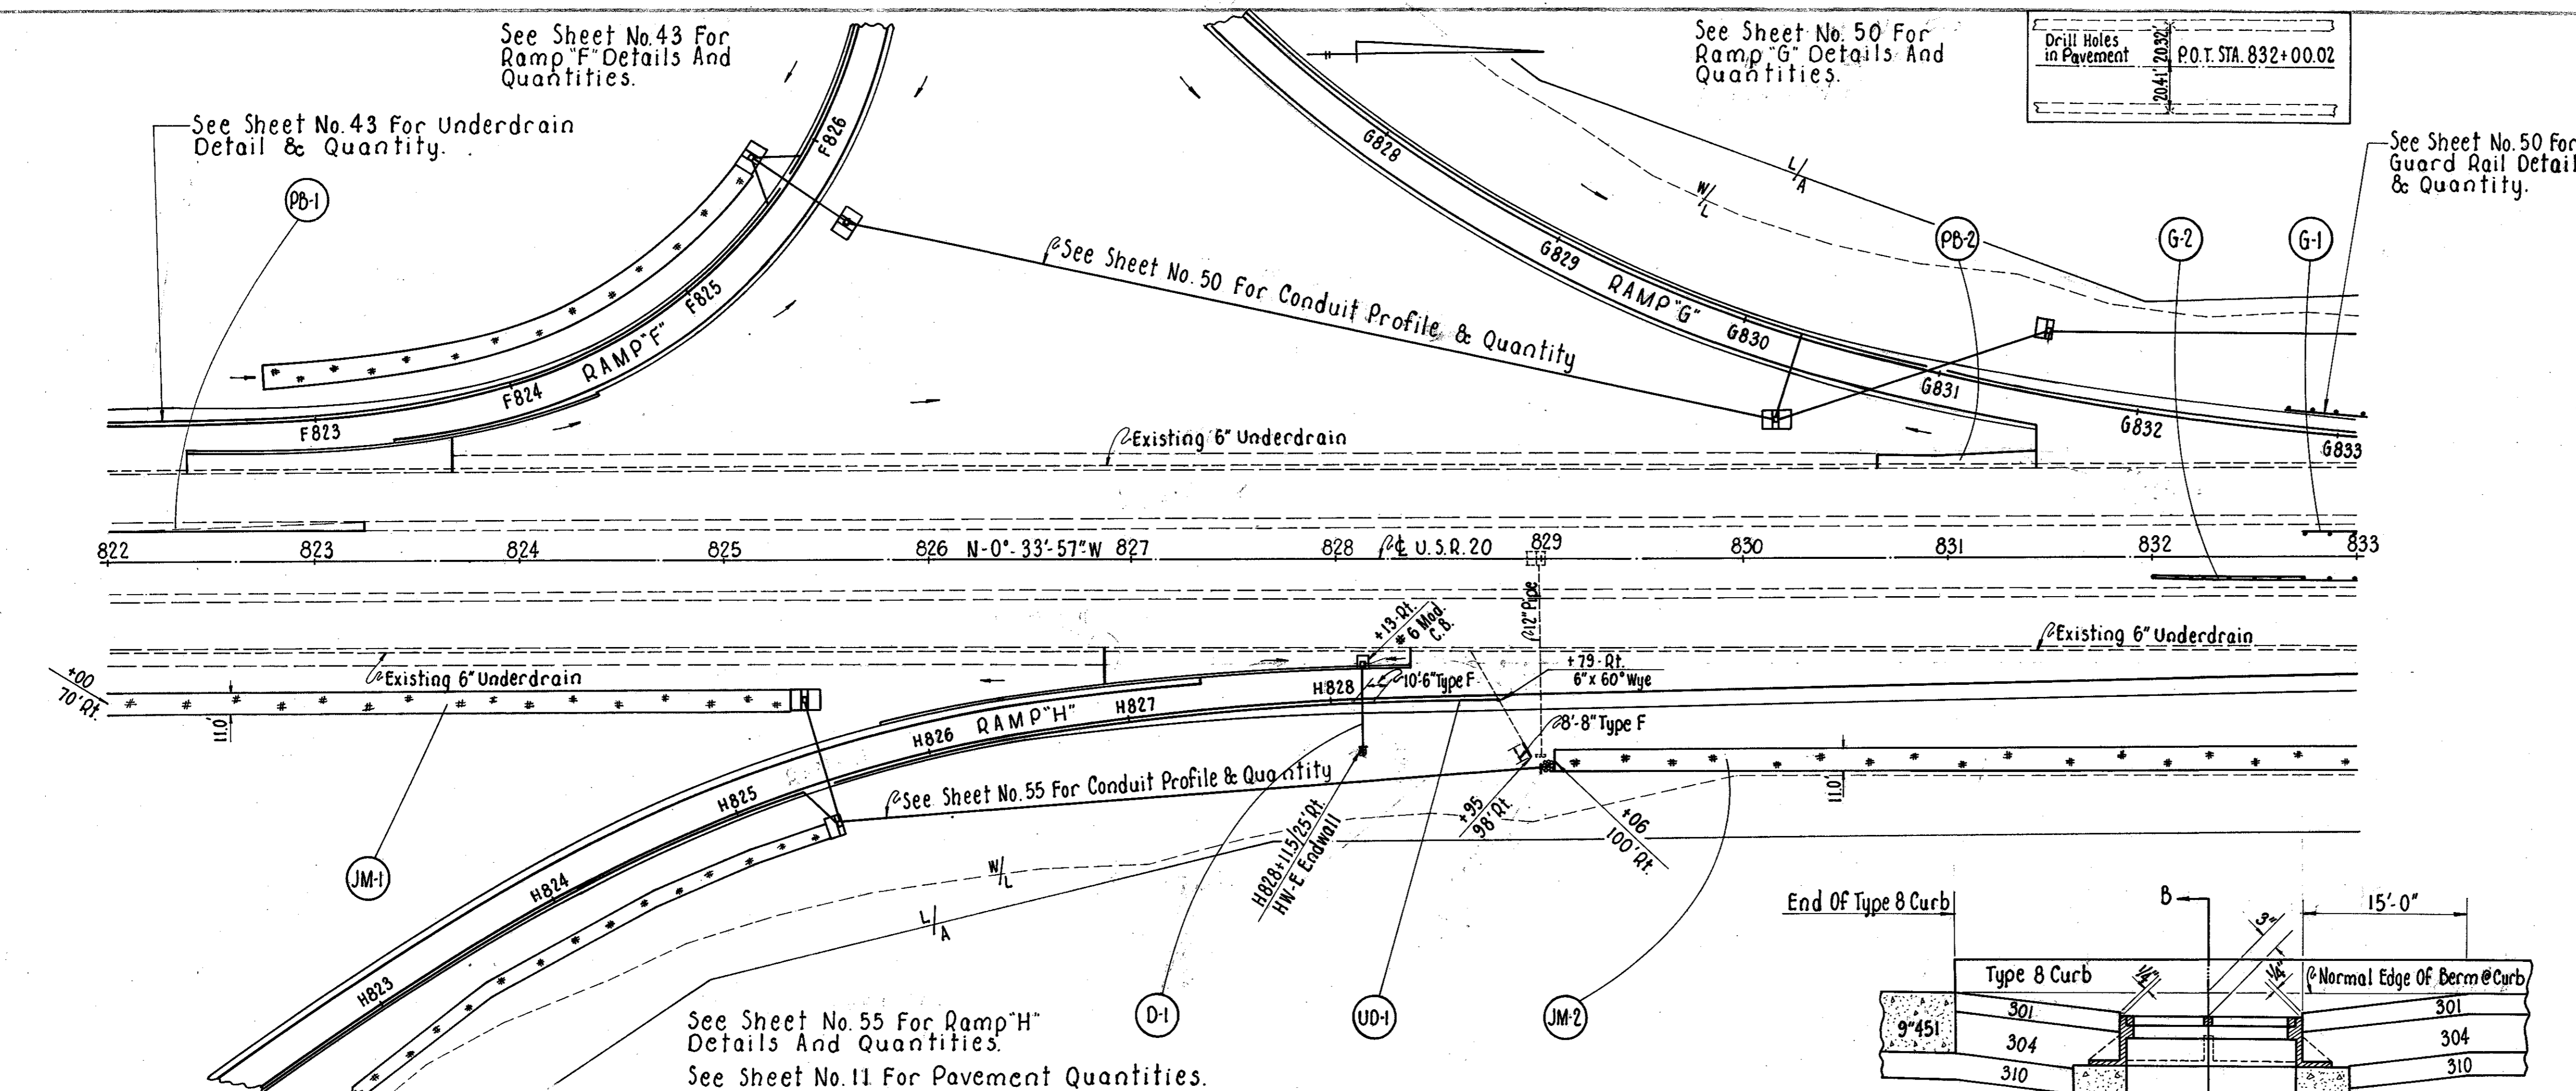 See Sheet No. 43 For
Ramp "F" Details And
Quantities.
See Sheet No. 50 For
Ramp "G" Details And
Quantities.
Drill Holes
in Pavement
20.41' 20.32'
P.O.T. STA. 832+00.02
See Sheet No. 43 For Underdrain
Detail & Quantity.
See Sheet No. 50 For
Guard Rail Detail
& Quantity.
PB-1
F826
G828
L/A
W/L
PB-2
G-2
G-1
F825
See Sheet No. 50 For Conduit Profile & Quantity
G829
RAMP "G"
G830
G831
G832
G833
RAMP "F"
F824
F823
Existing 6" Underdrain
822
823
824
825
826
N-0°-33'-57"W
827
828
℄ U.S.R. 20
829
830
831
832
833
12" Pipe
+13-Rt.
# 6 Mod.
C.B.
Existing 6" Underdrain
+00
70' Rt.
Existing 6" Underdrain
11.0'
+79-Rt.
6" x 60° Wye
10'-6" Type F
H828
H827
RAMP "H"
H826
8'-8" Type F
H825
See Sheet No. 55 For Conduit Profile & Quantity
11.0'
+95
98' Rt.
+06
100' Rt.
H828+11.5/25' Rt.
HW-E Endwall
JM-1
H824
W/L
L/A
H823
D-1
UD-1
JM-2
See Sheet No. 55 For Ramp "H"
Details And Quantities.
See Sheet No. 11 For Pavement Quantities.
End Of Type 8 Curb
B
15'-0"
3"
Type 8 Curb
1/4"
1/4"
Normal Edge Of Berm @ Curb
9" 451
301
304
310
301
304
310